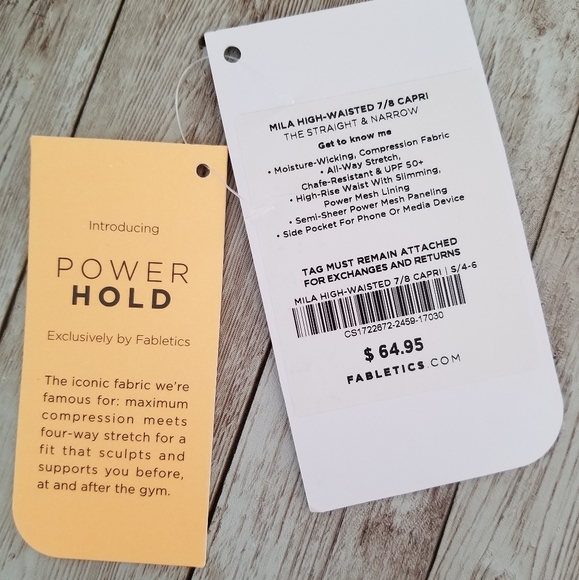 Introducing
POWER
HOLD
Exclusively by Fabletics
The iconic fabric we're
famous for: maximum
compression meets
four-way stretch for a
fit that sculpts and
supports you before,
at and after the gym.
MILA HIGH-WAISTED 7/8 CAPRI
THE STRAIGHT & NARROW
Get to know me
• Moisture-Wicking, Compression Fabric
• All-Way Stretch,
Chafe-Resistant & UPF 50+
• High-Rise Waist With Slimming,
Power Mesh Lining
• Semi-Sheer Power Mesh Paneling
• Side Pocket For Phone Or Media Device
TAG MUST REMAIN ATTACHED
FOR EXCHANGES AND RETURNS
MILA HIGH-WAISTED 7/8 CAPRI | S/4-6
CS1722872-2459-17030
$ 64.95
FABLETICS.COM